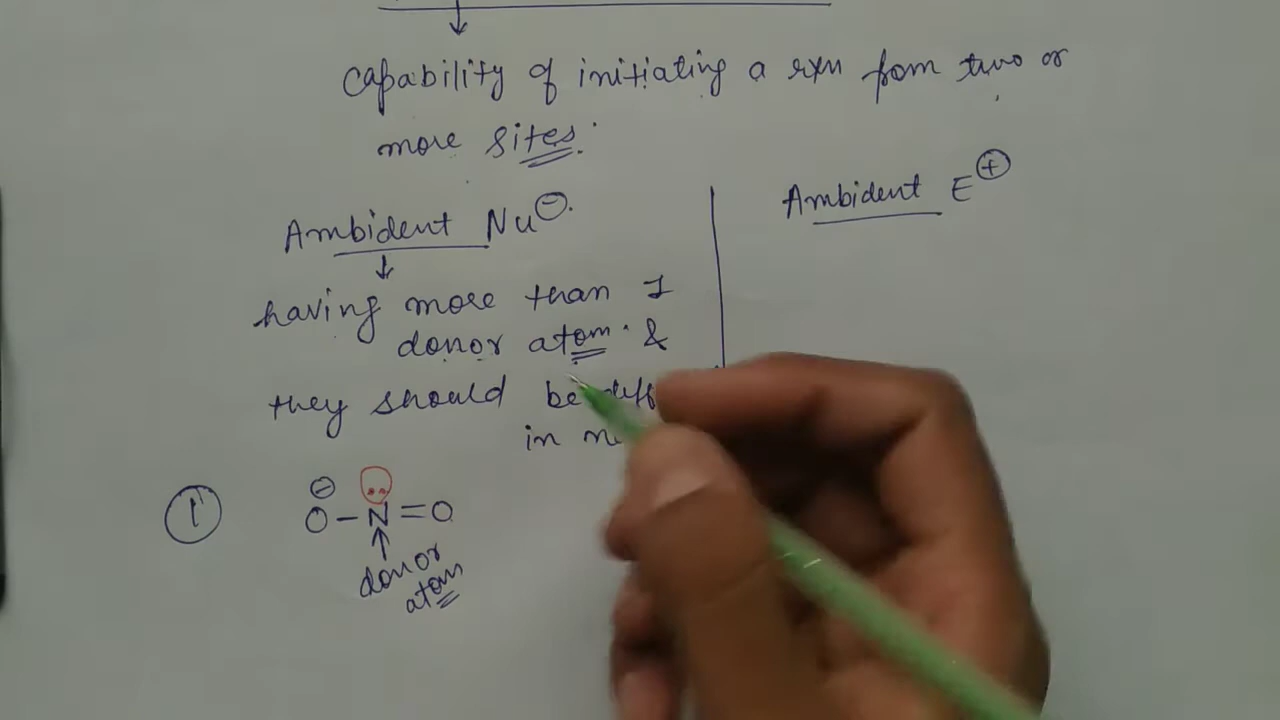 capability of initiating a rxn from two or
more sites.
Ambident Nu⊖.
having more than 1
donor atom. &
they should be diff
in n
Ambident E⊕
① ⊖
O–N=O
donor
atom